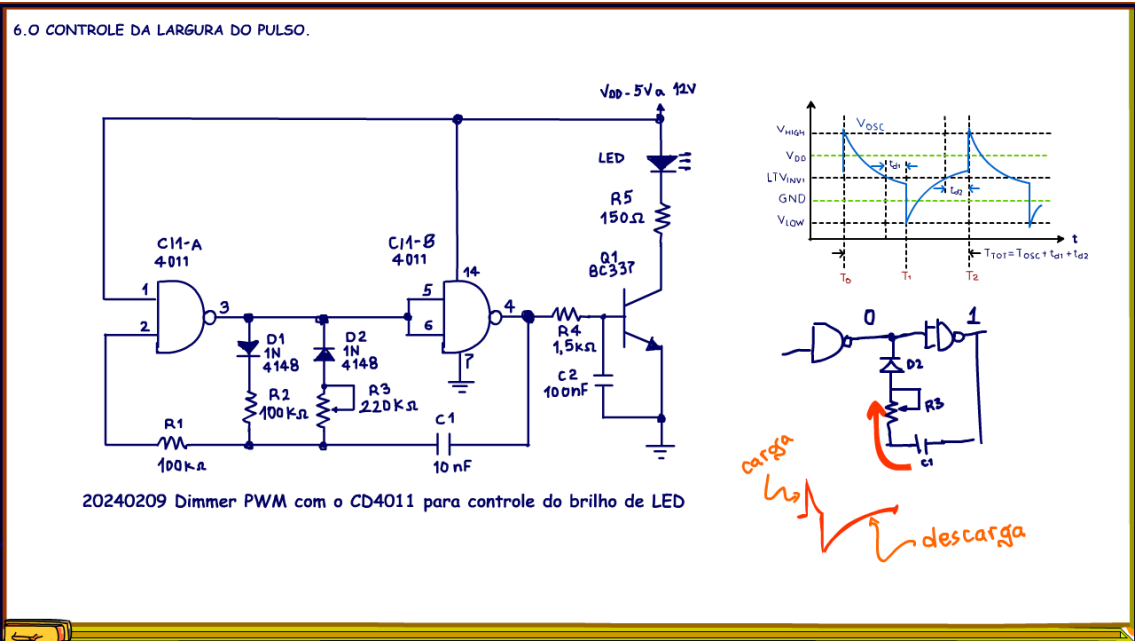 6.O CONTROLE DA LARGURA DO PULSO.
VDD-5V a 12V
LED
R5
150Ω
Q1
BC337
CI1-A
4011
1
2
3
CI1-B
4011
14
5
6
4
7
D1
1N
4148
D2
1N
4148
R4
1,5KΩ
R2
100KΩ
R3
220KΩ
C2
100nF
R1
100KΩ
C1
10 nF
20240209 Dimmer PWM com o CD4011 para controle do brilho de LED
VHIGH
VOSC
VDD
td1
LTVINV1
td2
GND
VLOW
t
TTOT=TOSC+td1+td2
T0
T1
T2
0
1
D2
R3
C1
carga
descarga